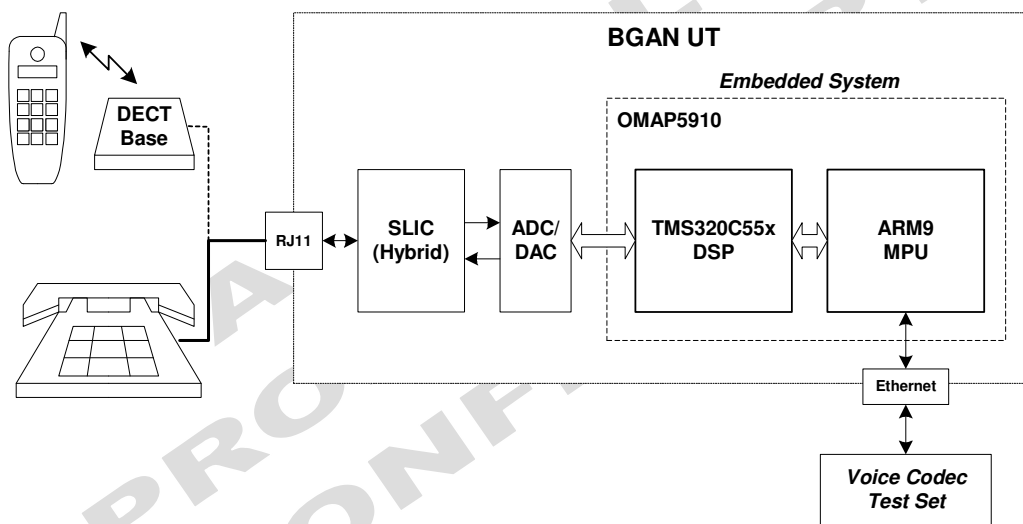 BGAN UT
Embedded System
OMAP5910
DECT
Base
RJ11
SLIC
(Hybrid)
ADC/
DAC
TMS320C55x
DSP
ARM9
MPU
Ethernet
Voice Codec
Test Set